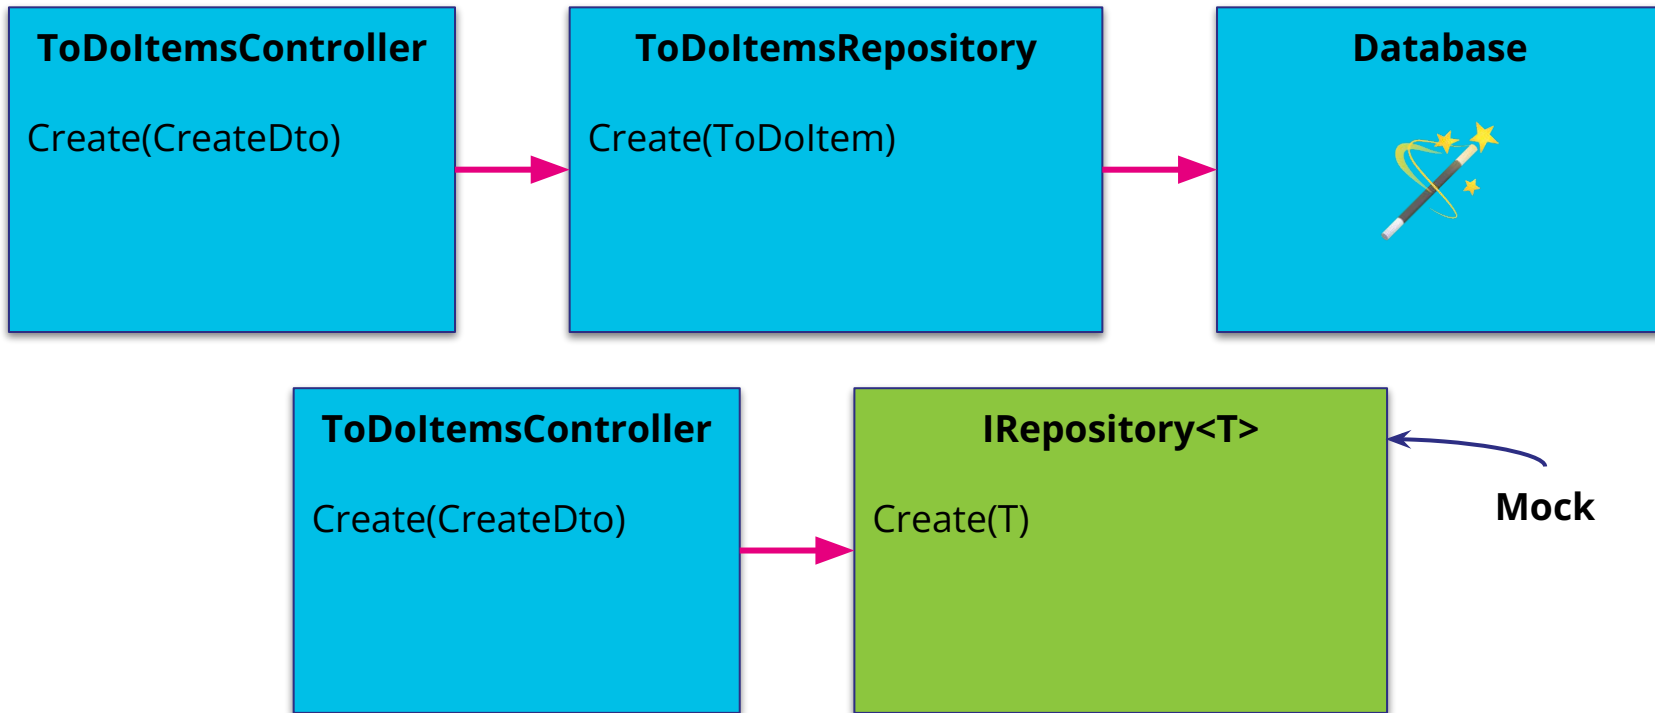 ToDoItemsController
Create(CreateDto)
ToDoItemsRepository
Create(ToDoItem)
Database
ToDoItemsController
Create(CreateDto)
IRepository<T>
Create(T)
Mock